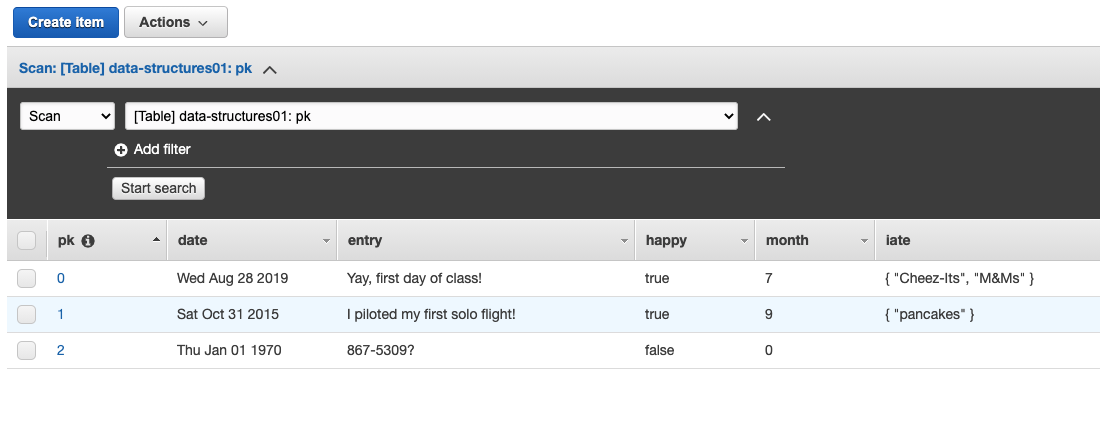 Create item Actions
Scan: [Table] data-structures01: pk
Scan [Table] data-structures01: pk
Add filter
Start search
pk date entry happy month iate
0 Wed Aug 28 2019 Yay, first day of class! true 7 { "Cheez-Its", "M&Ms" }
1 Sat Oct 31 2015 I piloted my first solo flight! true 9 { "pancakes" }
2 Thu Jan 01 1970 867-5309? false 0